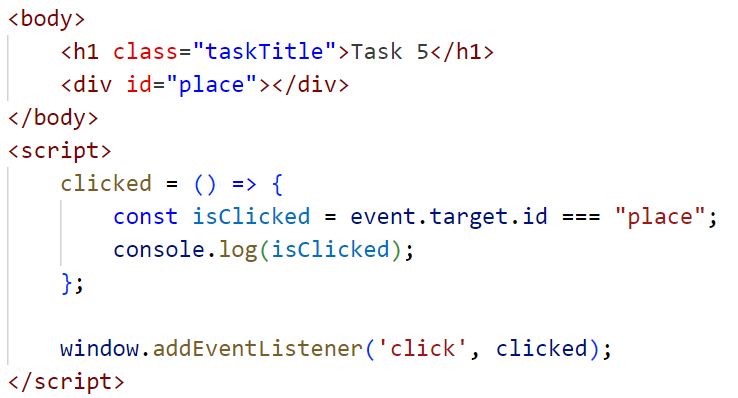 <body>
    <h1 class="taskTitle">Task 5</h1>
    <div id="place"></div>
</body>
<script>
    clicked = () => {
        const isClicked = event.target.id === "place";
        console.log(isClicked);
    };

    window.addEventListener('click', clicked);
</script>